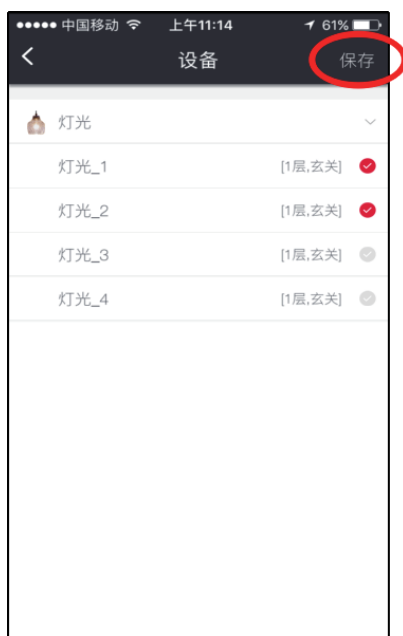 中国移动 上午11:14 61%
设备 保存
灯光
灯光_1 [1层,玄关]
灯光_2 [1层,玄关]
灯光_3 [1层,玄关]
灯光_4 [1层,玄关]